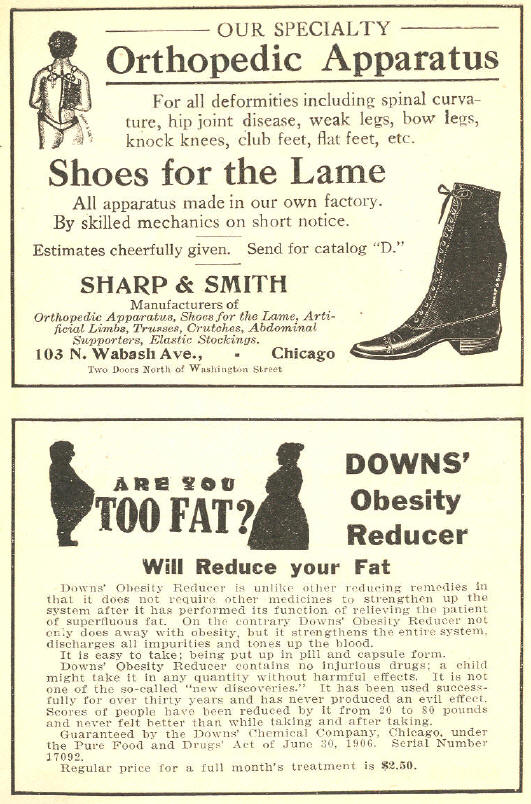 OUR SPECIALTY
Orthopedic Apparatus
For all deformities including spinal curva-
ture, hip joint disease, weak legs, bow legs,
knock knees, club feet, flat feet, etc.
Shoes for the Lame
All apparatus made in our own factory.
By skilled mechanics on short notice.
Estimates cheerfully given. Send for catalog "D."
SHARP & SMITH
Manufacturers of
Orthopedic Apparatus, Shoes for the Lame, Arti-
ficial Limbs, Trusses, Crutches, Abdominal
Supporters, Elastic Stockings.
103 N. Wabash Ave., - Chicago
Two Doors North of Washington Street
SHARP & SMITH
ARE YOU
TOO FAT?
DOWNS'
Obesity
Reducer
Will Reduce your Fat
Downs' Obesity Reducer is unlike other reducing remedies in
that it does not require other medicines to strengthen up the
system after it has performed its function of relieving the patient
of superfluous fat. On the contrary Downs' Obesity Reducer not
only does away with obesity, but it strengthens the entire system,
discharges all impurities and tones up the blood.
It is easy to take; being put up in pill and capsule form.
Downs' Obesity Reducer contains no injurious drugs; a child
might take it in any quantity without harmful effects. It is not
one of the so-called "new discoveries." It has been used success-
fully for over thirty years and has never produced an evil effect.
Scores of people have been reduced by it from 20 to 80 pounds
and never felt better than while taking and after taking.
Guaranteed by the Downs' Chemical Company, Chicago, under
the Pure Food and Drugs' Act of June 30, 1906. Serial Number
17092.
Regular price for a full month's treatment is $2.50.